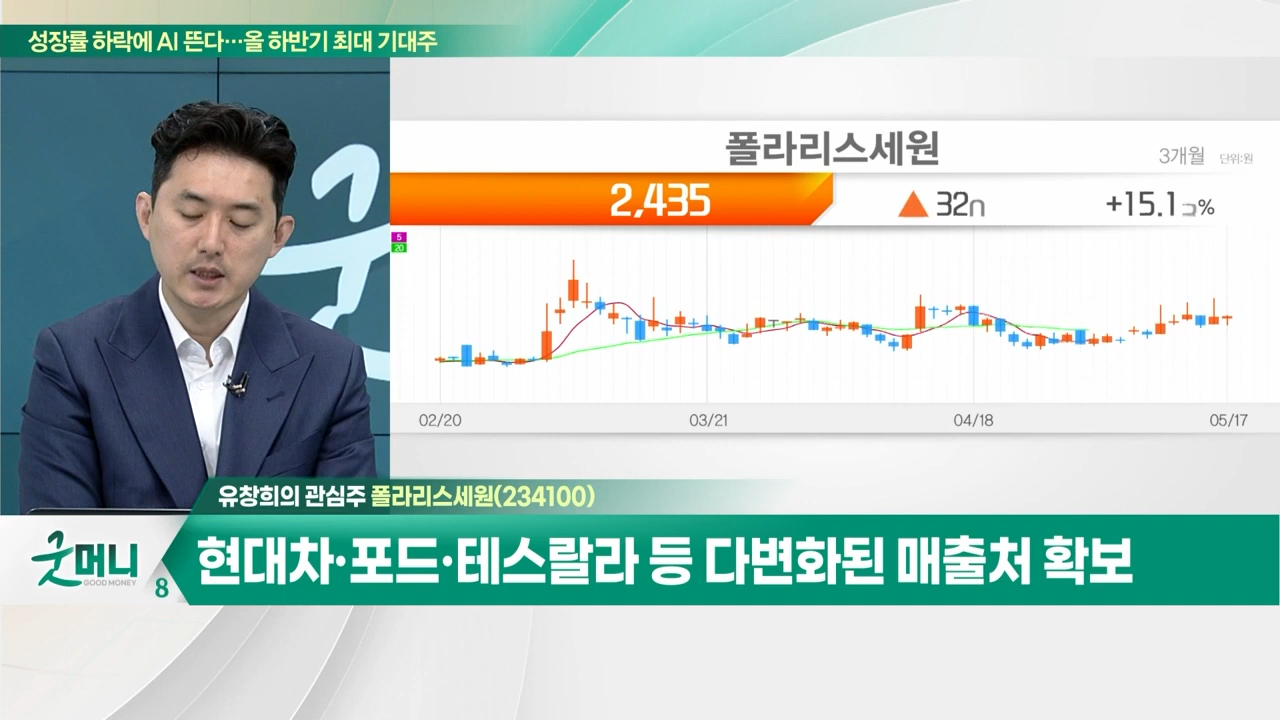 성장률 하락에 AI 뜬다…올 하반기 최대 기대주
폴라리스세원
3개월 단위:원
2,435 ▲ +15.1 %
5
20
02/20 03/21 04/18 05/17
유창희의 관심주 폴라리스세원(234100)
굿머니
GOOD MONEY
8
현대차·포드·테스랄라 등 다변화된 매출처 확보